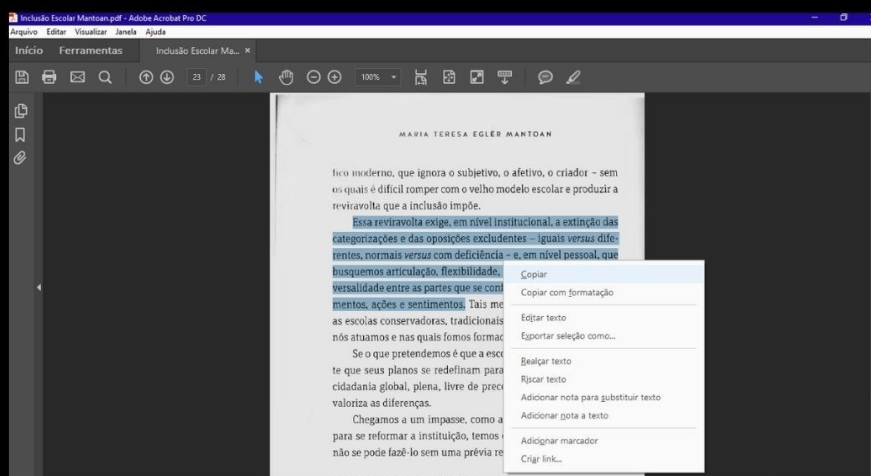 Inclusão Escolar Mantoan.pdf - Adobe Acrobat Pro DC
Arquivo Editar Visualizar Janela Ajuda
Início Ferramentas Inclusão Escolar Ma... ×
23 / 28 100%
MARIA TERESA EGLÉR MANTOAN
fico moderno, que ignora o subjetivo, o afetivo, o criador – sem
os quais é difícil romper com o velho modelo escolar e produzir a
reviravolta que a inclusão impõe.
Essa reviravolta exige, em nível institucional, a extinção das
categorizações e das oposições excludentes – iguais versus dife-
rentes, normais versus com deficiência – e, em nível pessoal, que
busquemos articulação, flexibilidade,
versalidade entre as partes que se conf
mentos, ações e sentimentos. Tais me
as escolas conservadoras, tradicionais
nós atuamos e nas quais fomos formad
Se o que pretendemos é que a esco
te que seus planos se redefinam para
cidadania global, plena, livre de prec
valoriza as diferenças.
Chegamos a um impasse, como a
para se reformar a instituição, temos
não se pode fazê-lo sem uma prévia re
Copiar
Copiar com formatação
Editar texto
Exportar seleção como...
Realçar texto
Riscar texto
Adicionar nota para substituir texto
Adicionar nota a texto
Adicionar marcador
Criar link...